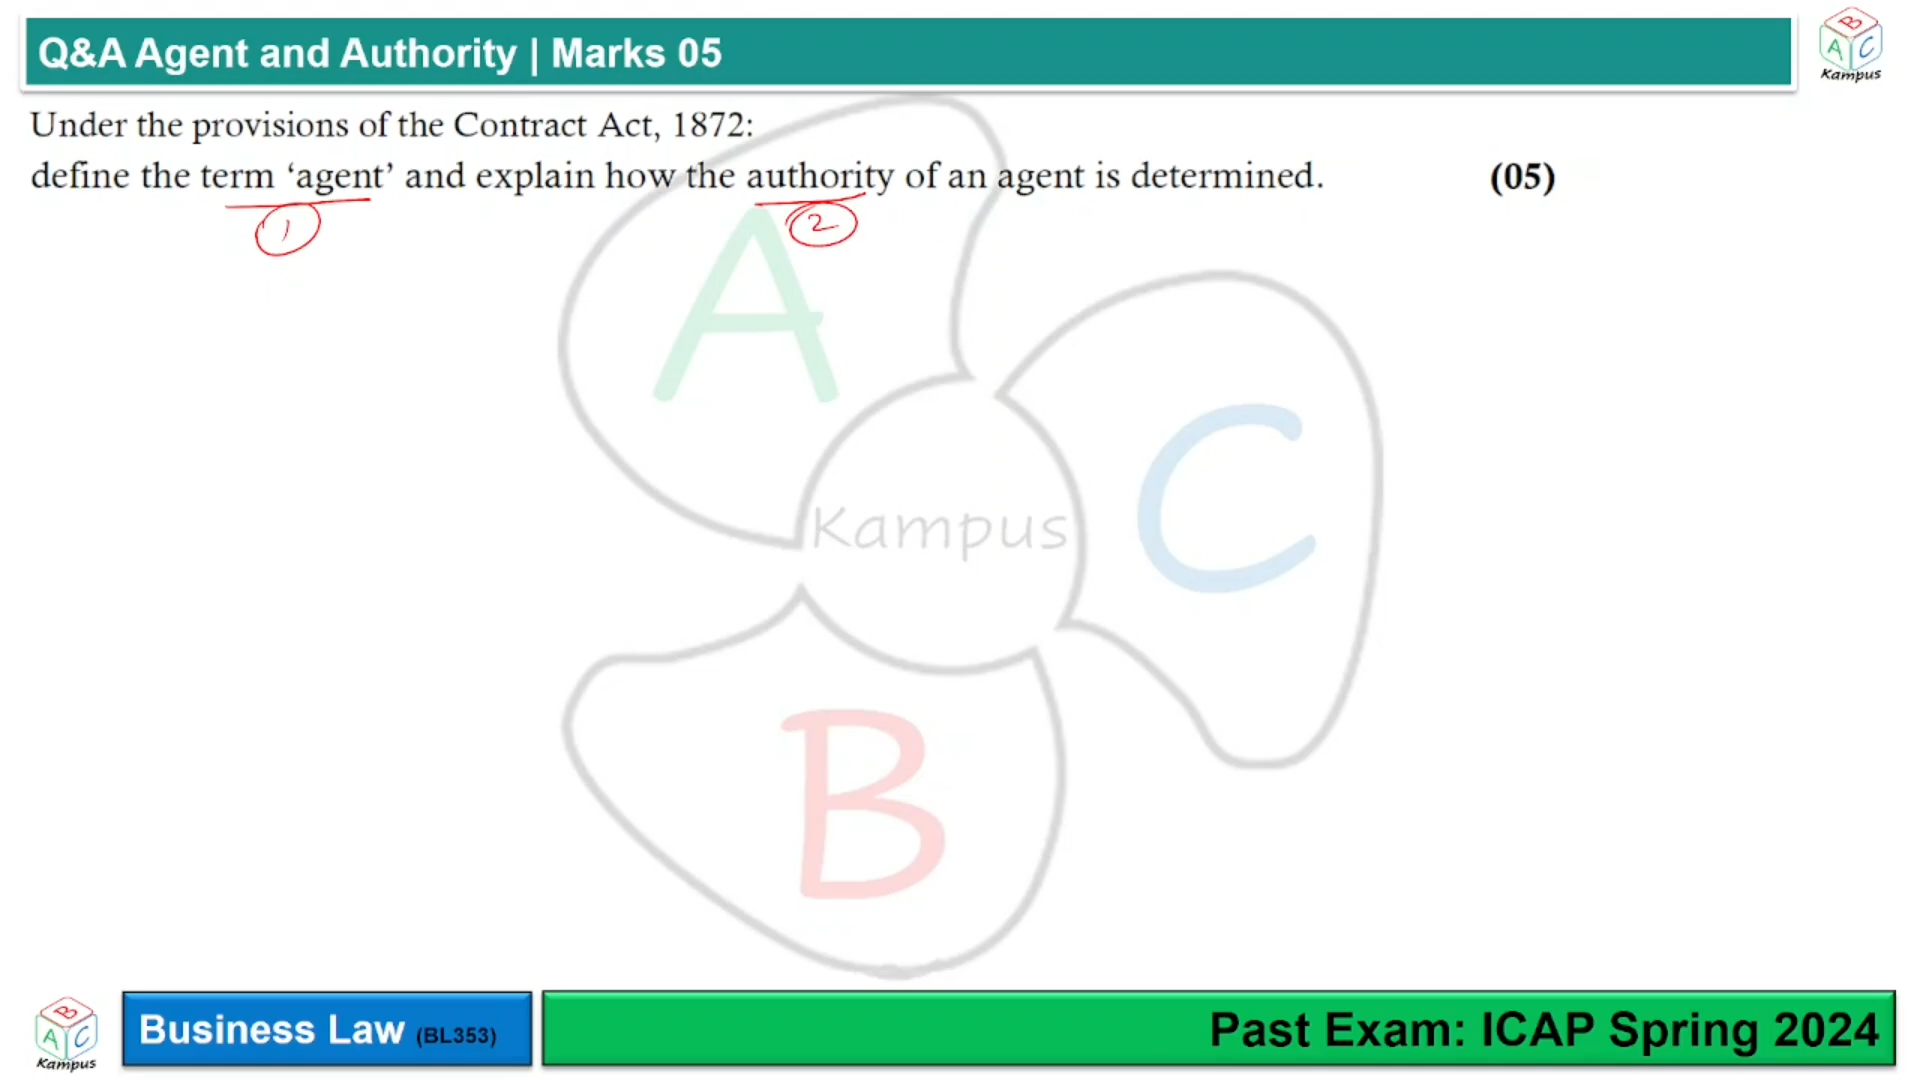 Q&A Agent and Authority | Marks 05
B
A C
Kampus
Under the provisions of the Contract Act, 1872:
define the term ‘agent’ and explain how the authority of an agent is determined. (05)
1 2
A
C
Kampus
B
B
A C
Kampus
Business Law (BL353)
Past Exam: ICAP Spring 2024